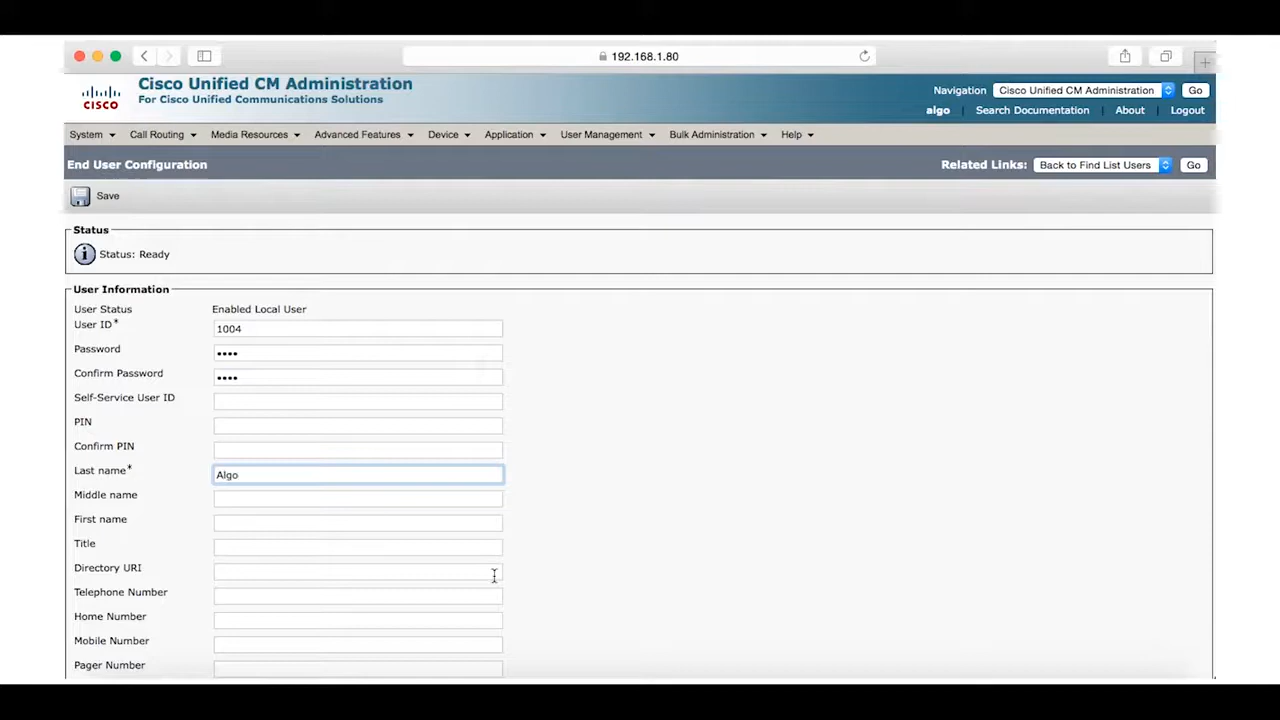 192.168.1.80
Cisco Unified CM Administration
For Cisco Unified Communications Solutions
CISCO
Navigation Cisco Unified CM Administration Go
algo Search Documentation About Logout
System Call Routing Media Resources Advanced Features Device Application User Management Bulk Administration Help
End User Configuration
Related Links: Back to Find List Users Go
Save
Status
Status: Ready
User Information
User Status Enabled Local User
User ID* 1004
Password ••••
Confirm Password ••••
Self-Service User ID
PIN
Confirm PIN
Last name* Algo
Middle name
First name
Title
Directory URI
Telephone Number
Home Number
Mobile Number
Pager Number